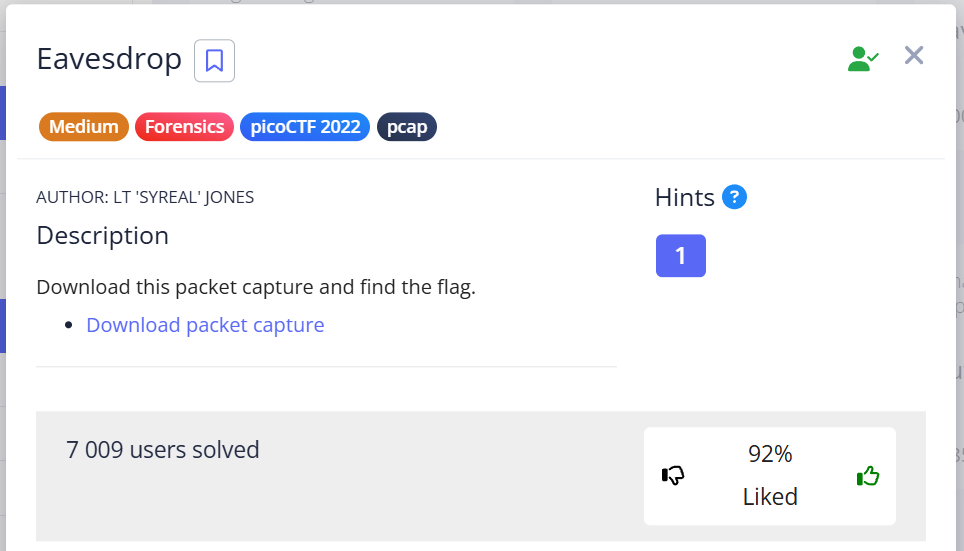 Eavesdrop
Medium Forensics picoCTF 2022 pcap
AUTHOR: LT 'SYREAL' JONES
Description
Download this packet capture and find the flag.
• Download packet capture
Hints ?
1
7 009 users solved
92%
Liked